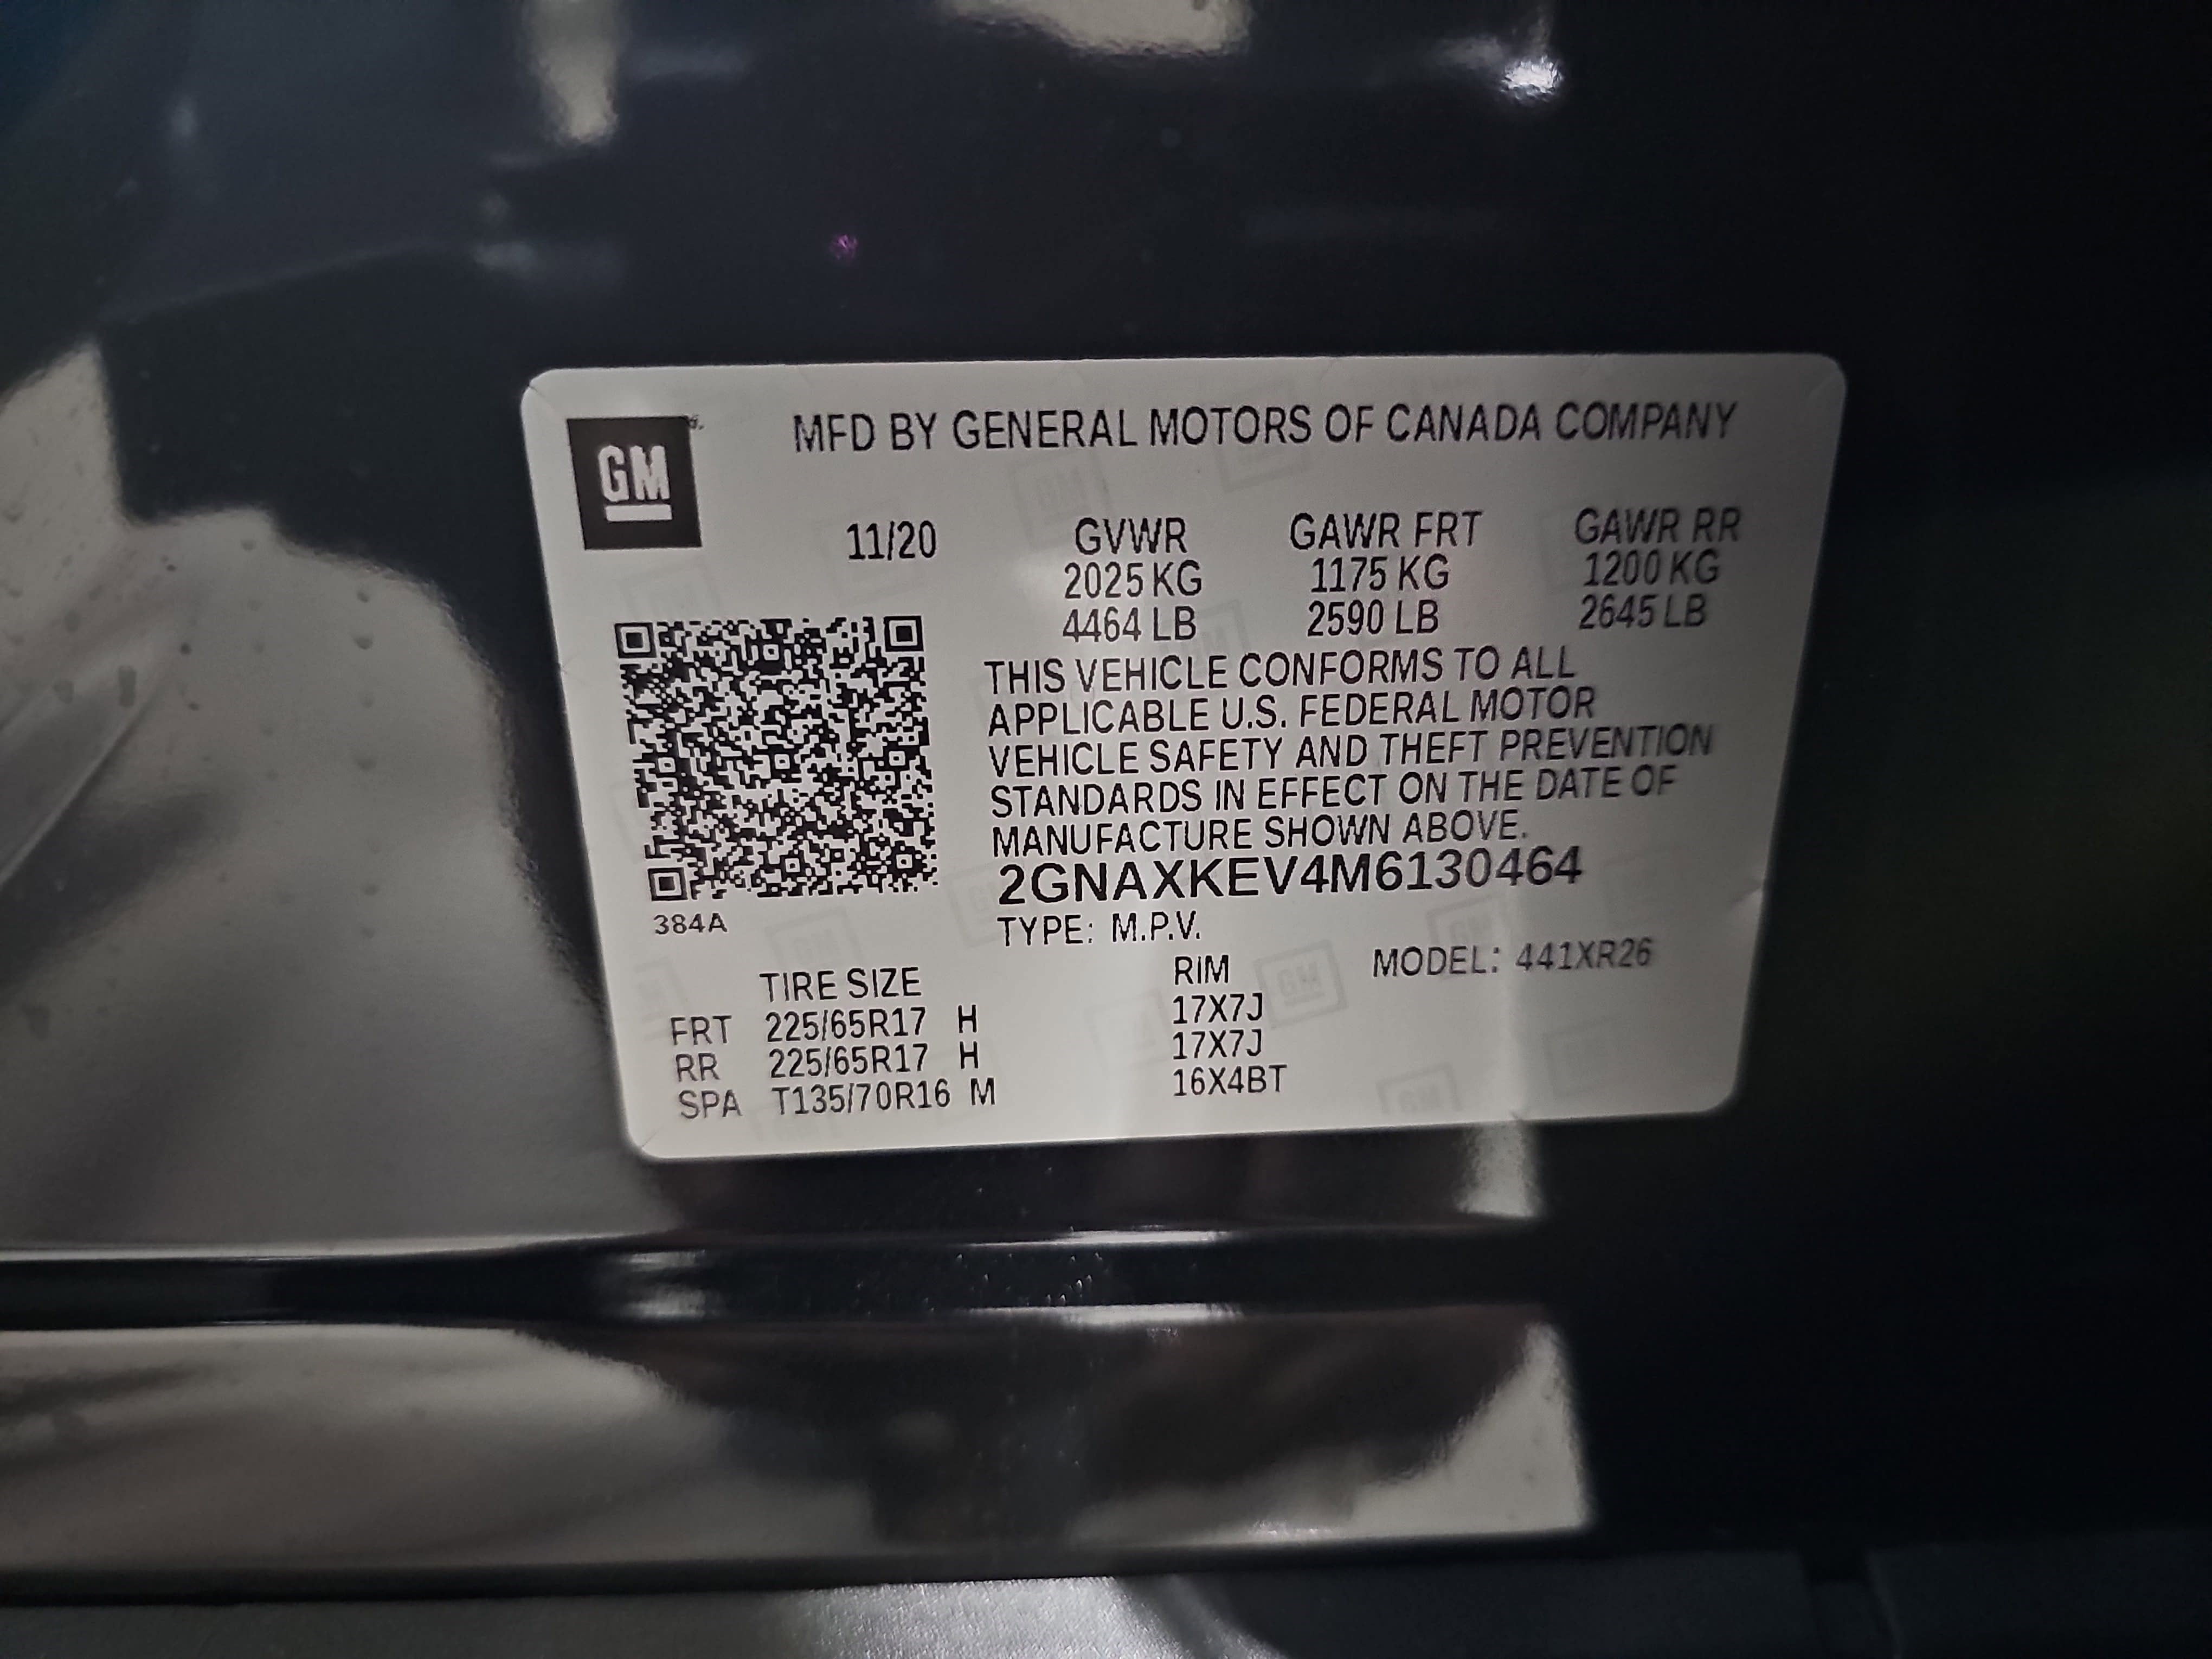 GM
MFD BY GENERAL MOTORS OF CANADA COMPANY
11/20 GVWR GAWR FRT GAWR RR
2025 KG 1175 KG 1200 KG
4464 LB 2590 LB 2645 LB
THIS VEHICLE CONFORMS TO ALL
APPLICABLE U.S. FEDERAL MOTOR
VEHICLE SAFETY AND THEFT PREVENTION
STANDARDS IN EFFECT ON THE DATE OF
MANUFACTURE SHOWN ABOVE.
2GNAXKEV4M6130464
384A
TYPE: M.P.V.
MODEL: 441XR26
TIRE SIZE RIM
FRT 225/65R17 H 17X7J
RR 225/65R17 H 17X7J
SPA T135/70R16 M 16X4BT